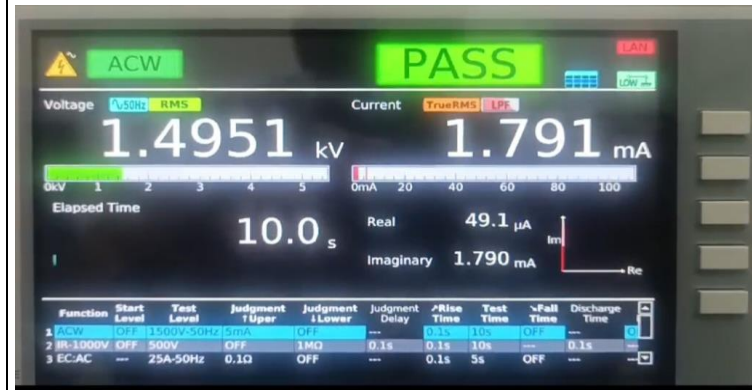 ACW PASS LAN
LOW
Voltage 50Hz RMS Current TrueRMS LPF
1.4951 kV 1.791 mA
0kV 1 2 3 4 5 0mA 20 40 60 80 100
Elapsed Time
10.0 s
Real 49.1 µA
Im
Imaginary 1.790 mA
Re
Function Start Level Test Level Judgment ↑Uper Judgment ↓Lower Judgment Delay Rise Time Test Time Fall Time Discharge Time
1 ACW OFF 1500V-50Hz 5mA OFF --- 0.1s 10s OFF --- O
2 IR-1000V OFF 500V OFF 1MΩ 0.1s 0.1s 10s --- 0.1s ---
3 EC:AC --- 25A-50Hz 0.1Ω OFF --- 0.1s 5s OFF ---